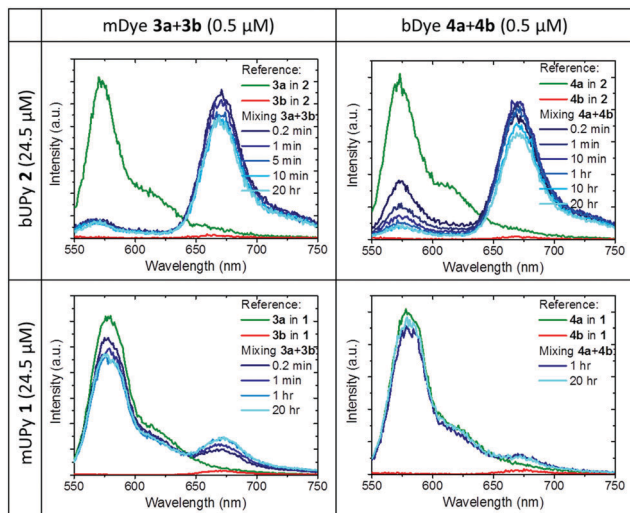 mDye 3a+3b (0.5 µM)
bDye 4a+4b (0.5 µM)
bUPy 2 (24.5 µM)
Intensity (a.u.)
Reference:
3a in 2
3b in 2
Mixing 3a+3b:
0.2 min
1 min
5 min
10 min
20 hr
550 600 650 700 750
Wavelength (nm)
Intensity (a.u.)
Reference:
4a in 2
4b in 2
Mixing 4a+4b:
0.2 min
1 min
10 min
1 hr
10 hr
20 hr
550 600 650 700 750
Wavelength (nm)
mUPy 1 (24.5 µM)
Intensity (a.u.)
Reference:
3a in 1
3b in 1
Mixing 3a+3b:
0.2 min
1 min
1 hr
20 hr
550 600 650 700 750
Wavelength (nm)
Intensity (a.u.)
Reference:
4a in 1
4b in 1
Mixing 4a+4b:
1 hr
20 hr
550 600 650 700 750
Wavelength (nm)